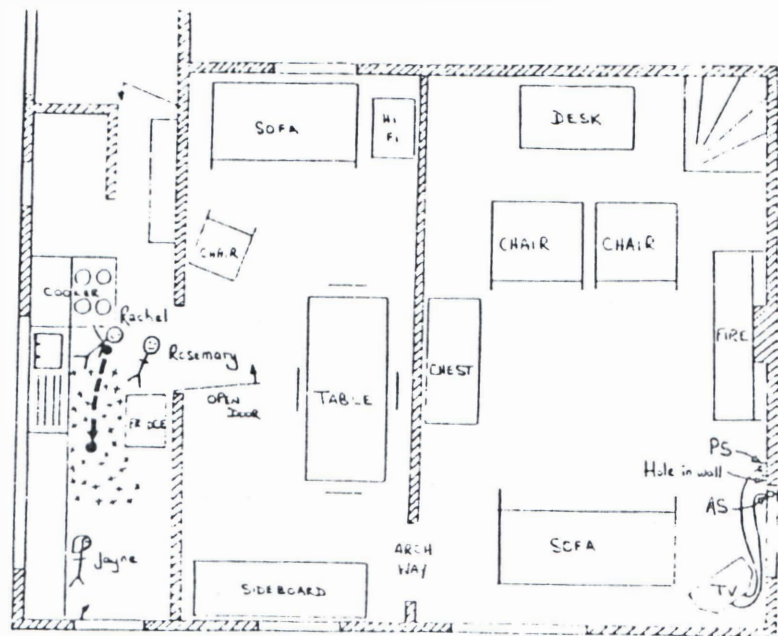 SOFA
HI
FI
DESK
CHAIR
CHAIR
CHAIR
COOKER
Rachel
Rosemary
FIRE
CHEST
TABLE
OPEN
DOOR
FRIDGE
PS
Hole in wall
AS
Jayne
ARCH
WAY
SOFA
TV
SIDEBOARD